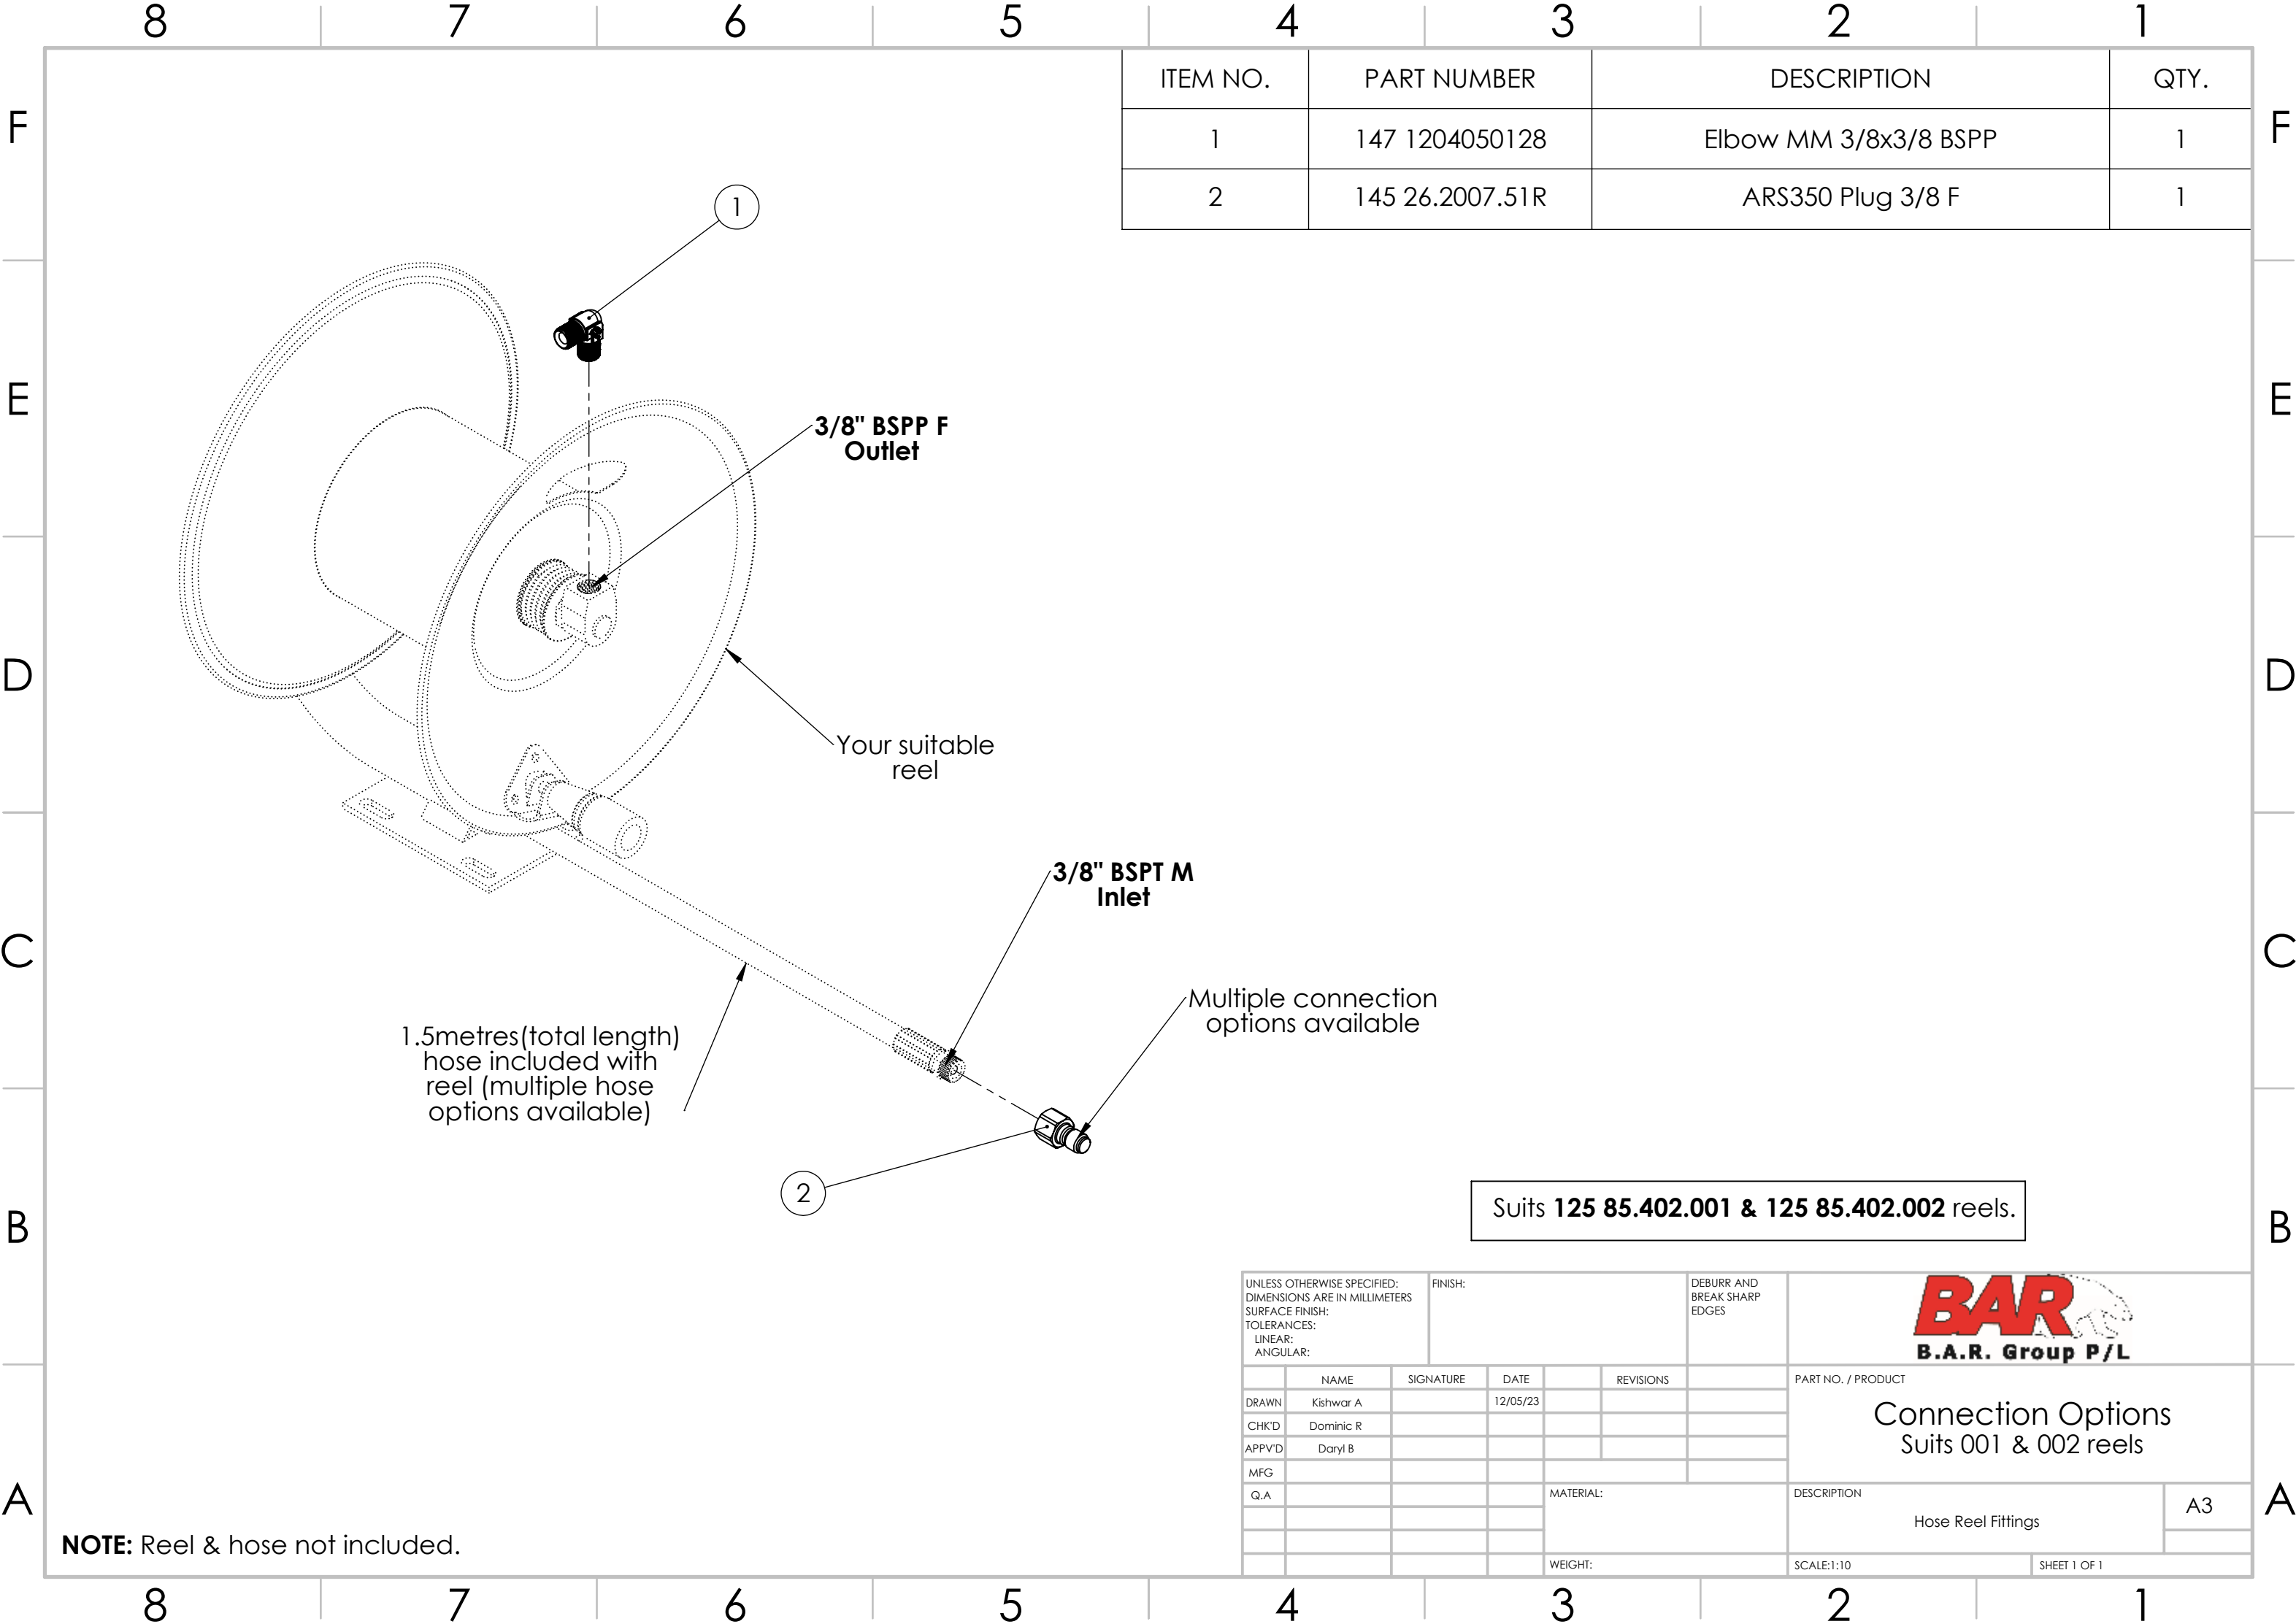 8 7 6 5 4 3 2 1
F
E
D
C
B
A
F
E
D
C
B
A
ITEM NO. PART NUMBER DESCRIPTION QTY.
1 147 1204050128 Elbow MM 3/8x3/8 BSPP 1
2 145 26.2007.51R ARS350 Plug 3/8 F 1
1
3/8" BSPP F
Outlet
Your suitable
reel
3/8" BSPT M
Inlet
Multiple connection
options available
1.5metres(total length)
hose included with
reel (multiple hose
options available)
2
Suits 125 85.402.001 & 125 85.402.002 reels.
UNLESS OTHERWISE SPECIFIED:
DIMENSIONS ARE IN MILLIMETERS
SURFACE FINISH:
TOLERANCES:
LINEAR:
ANGULAR:
FINISH:
DEBURR AND
BREAK SHARP
EDGES
BAR
B.A.R. Group P/L
NAME SIGNATURE DATE REVISIONS
DRAWN Kishwar A 12/05/23
CHK'D Dominic R
APPV'D Daryl B
MFG
Q.A
PART NO. / PRODUCT
Connection Options
Suits 001 & 002 reels
MATERIAL:
DESCRIPTION
Hose Reel Fittings
A3
WEIGHT:
SCALE:1:10
SHEET 1 OF 1
NOTE: Reel & hose not included.
8 7 6 5 4 3 2 1